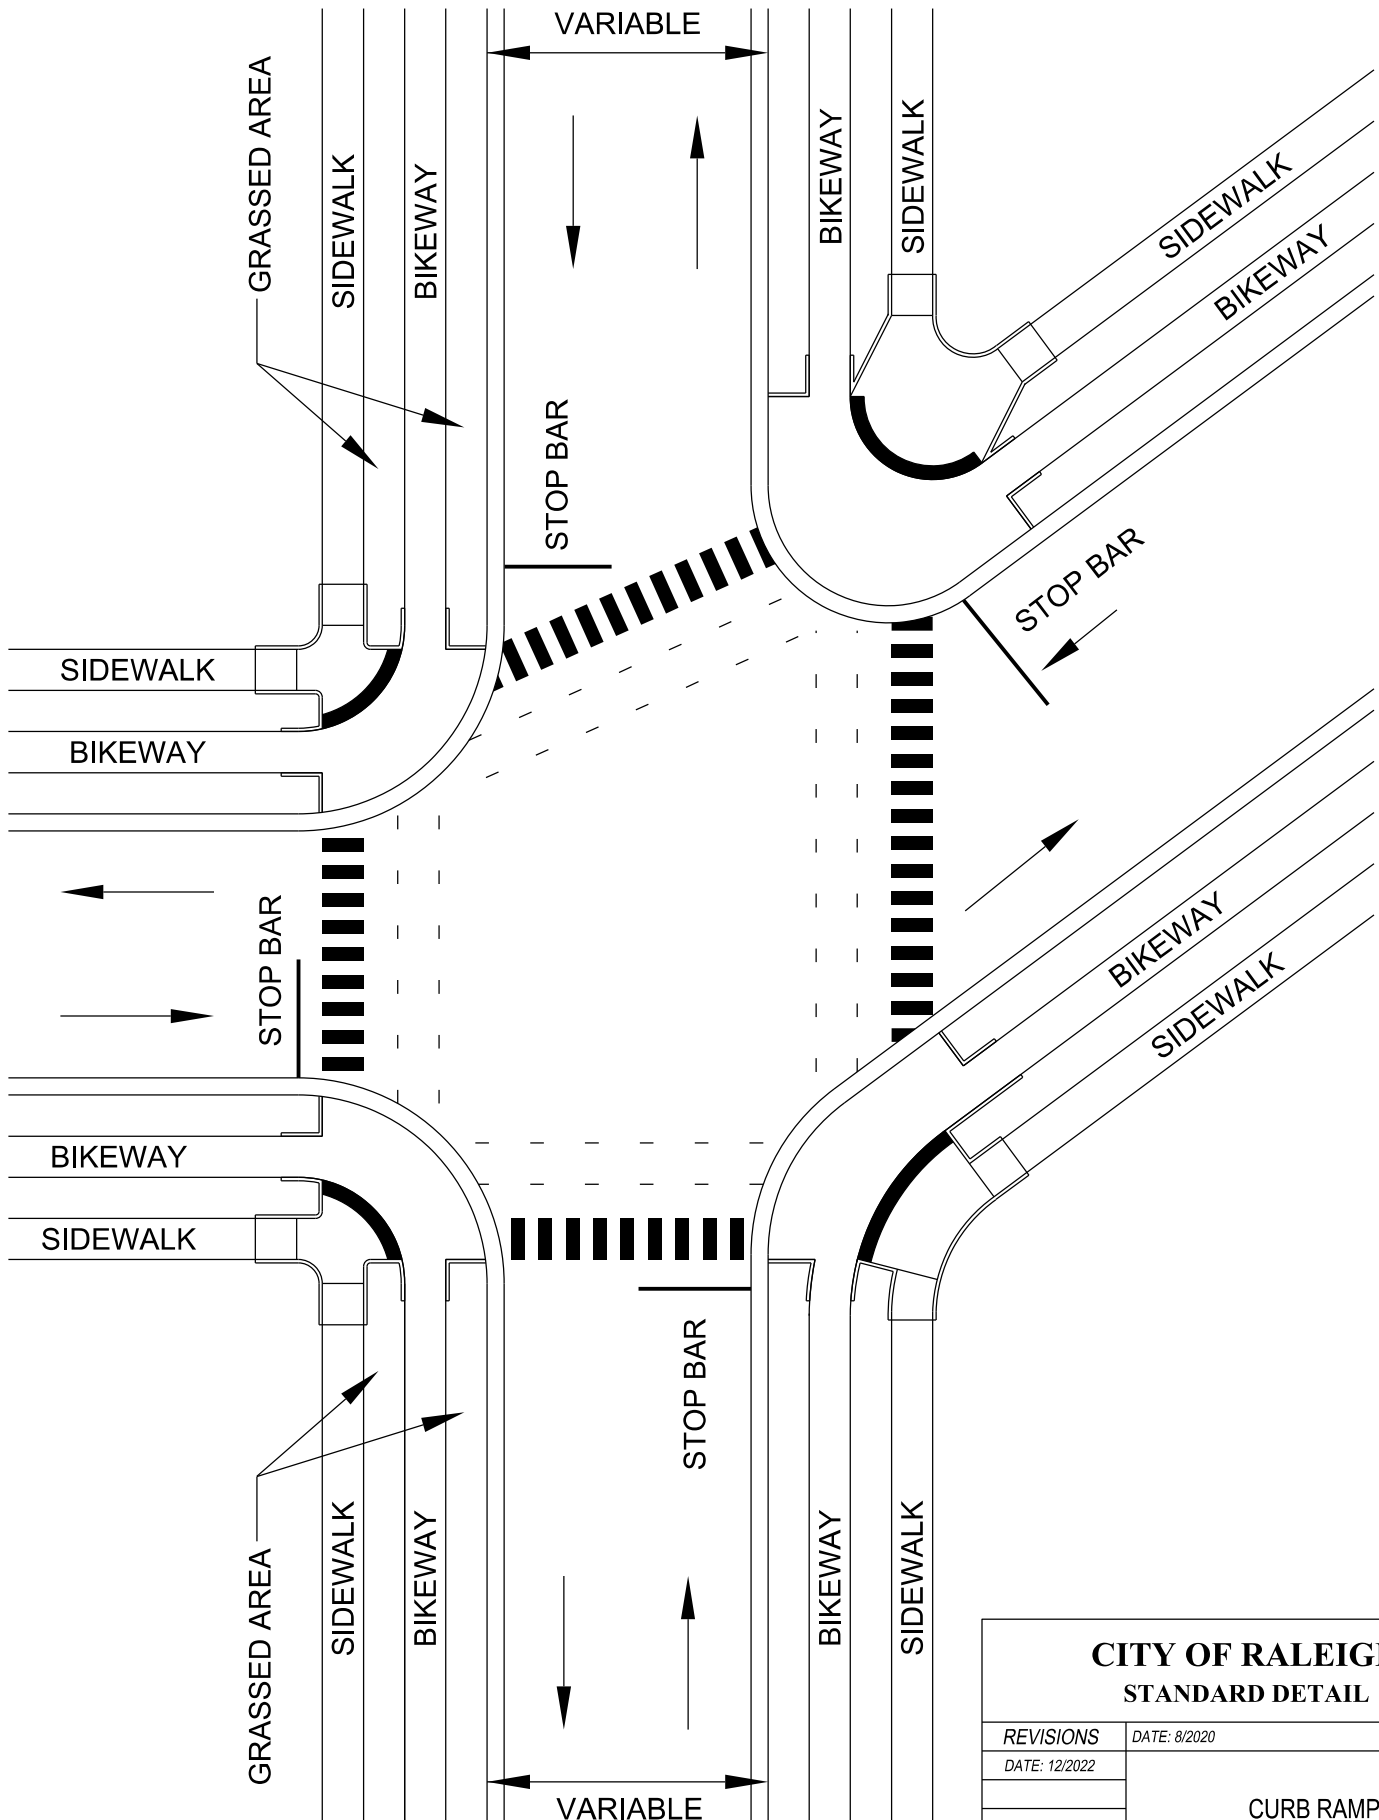 VARIABLE
GRASSED AREA
SIDEWALK
BIKEWAY
BIKEWAY
SIDEWALK
SIDEWALK
BIKEWAY
STOP BAR
STOP BAR
SIDEWALK
BIKEWAY
STOP BAR
BIKEWAY
SIDEWALK
BIKEWAY
SIDEWALK
STOP BAR
GRASSED AREA
SIDEWALK
BIKEWAY
BIKEWAY
SIDEWALK
VARIABLE
CITY OF RALEIG
STANDARD DETAIL
REVISIONS
DATE: 8/2020
DATE: 12/2022
CURB RAMP